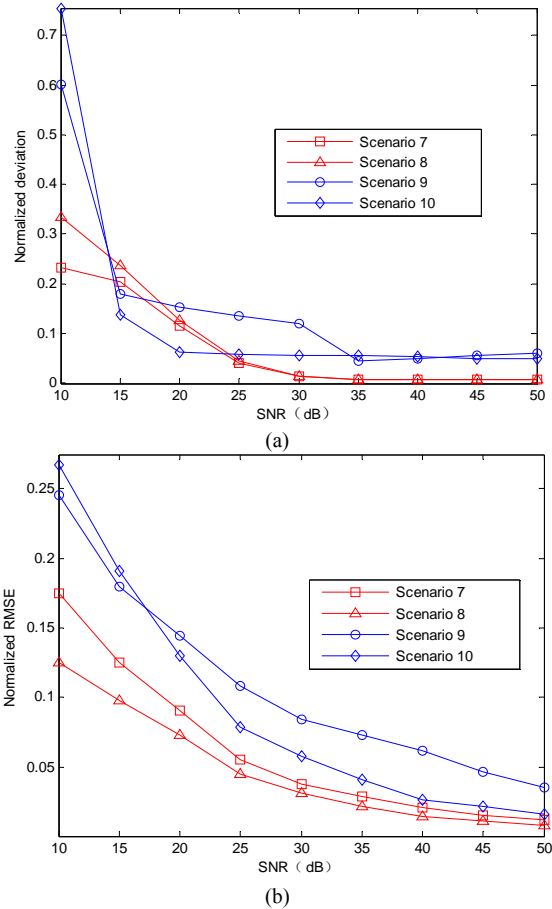 0.7
0.6
0.5
0.4
0.3
0.2
0.1
0
Normalized deviation
Scenario 7
Scenario 8
Scenario 9
Scenario 10
10 15 20 25 30 35 40 45 50
SNR（dB）
(a)
0.25
0.2
0.15
0.1
0.05
Normalized RMSE
Scenario 7
Scenario 8
Scenario 9
Scenario 10
10 15 20 25 30 35 40 45 50
SNR（dB）
(b)